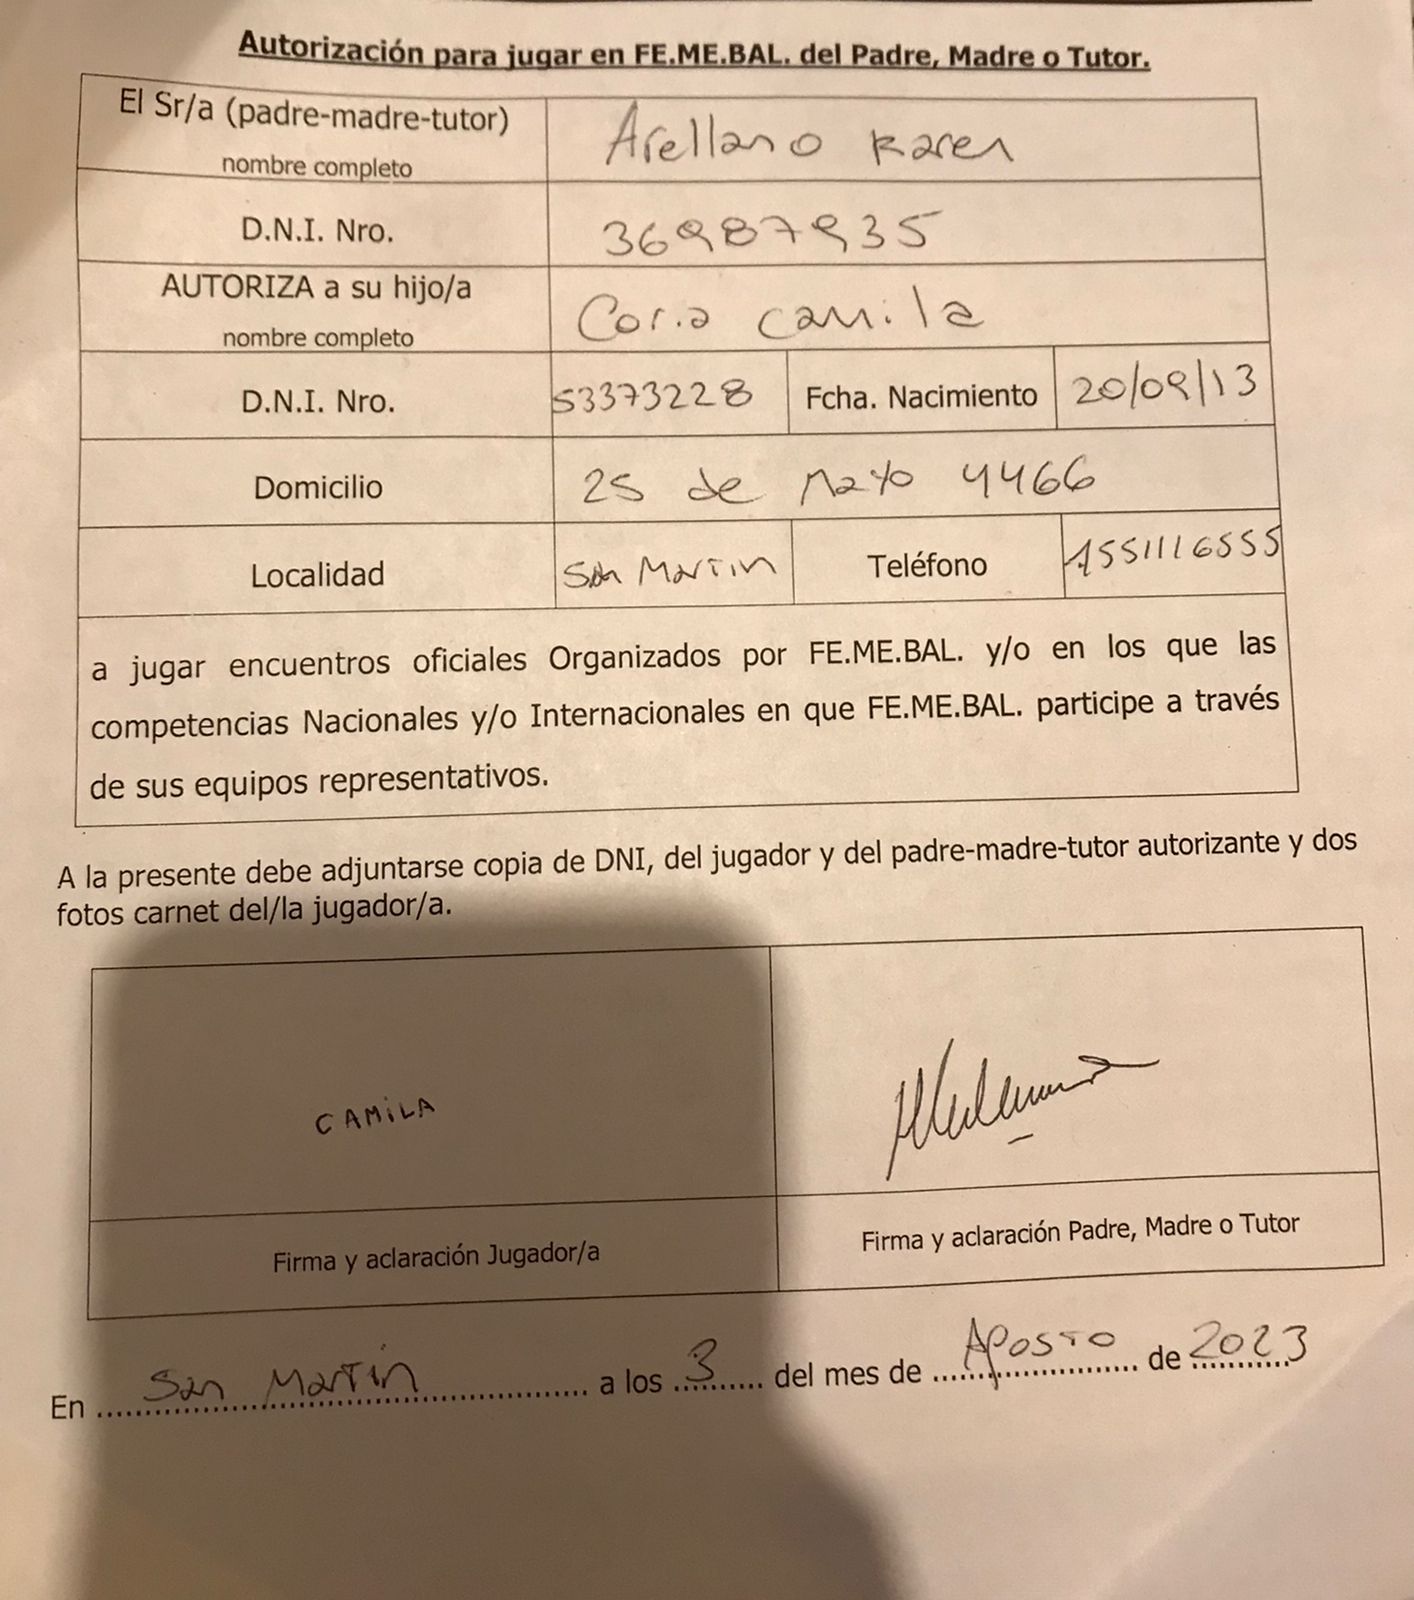 Autorización para jugar en FE.ME.BAL. del Padre, Madre o Tutor.
El Sr/a (padre-madre-tutor) Arellano Karen
nombre completo
D.N.I. Nro. 36987935
AUTORIZA a su hijo/a Coria Camila
nombre completo
D.N.I. Nro. 53373228 Fcha. Nacimiento 20/09/13
Domicilio 25 de Mayo 4466
Localidad San Martin Teléfono 1551116555
a jugar encuentros oficiales Organizados por FE.ME.BAL. y/o en los que las
competencias Nacionales y/o Internacionales en que FE.ME.BAL. participe a través
de sus equipos representativos.
A la presente debe adjuntarse copia de DNI, del jugador y del padre-madre-tutor autorizante y dos
fotos carnet del/la jugador/a.
CAMiLA
Firma y aclaración Jugador/a Firma y aclaración Padre, Madre o Tutor
En San Martín a los 3 del mes de Agosto de 2023